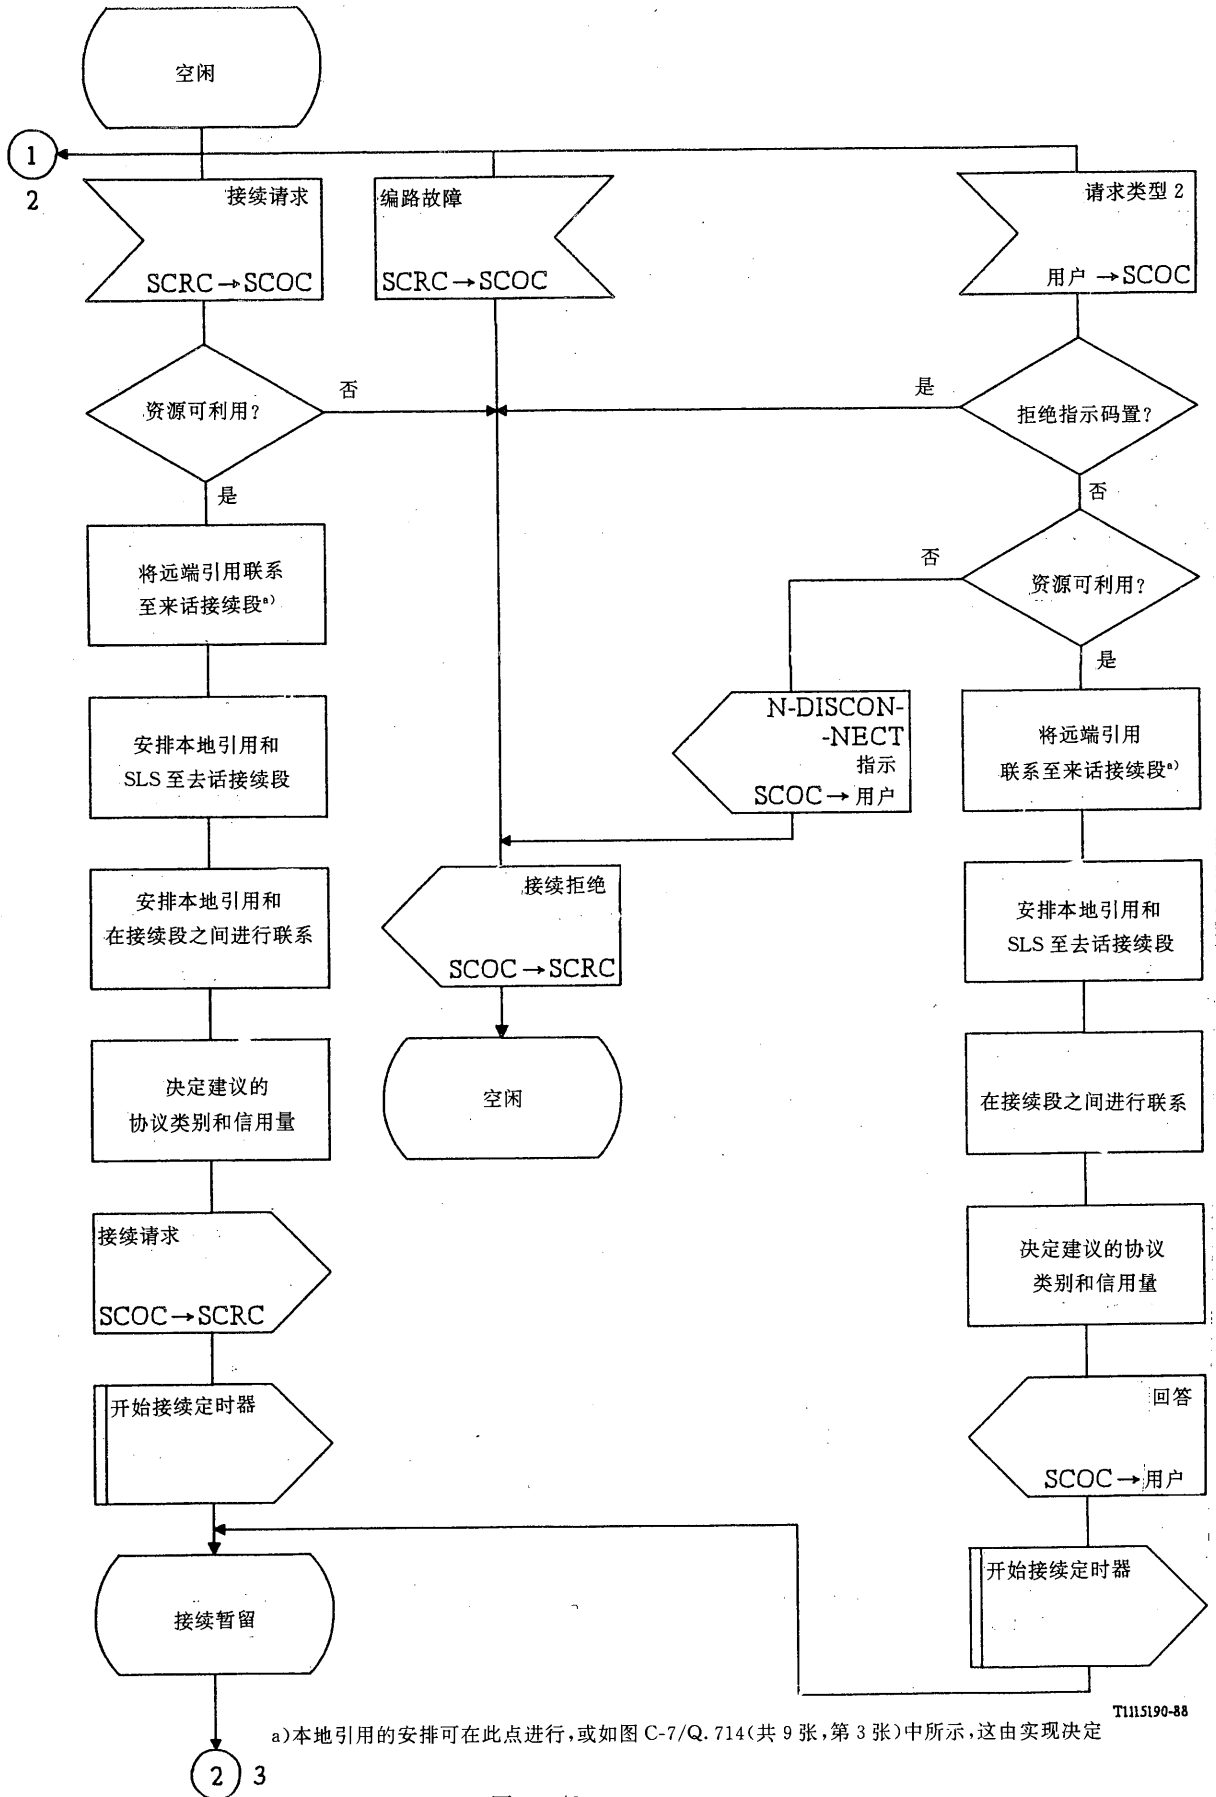 空闲
1
2
接续请求
SCRC→SCOC
编路故障
SCRC→SCOC
请求类型 2
用户→SCOC
资源可利用？
否
是
拒绝指示码置？
是
否
将远端引用联系
至来话接续段ᵃ⁾
否
资源可利用？
是
安排本地引用和
SLS 至去话接续段
N-DISCON-
-NECT
指示
SCOC→用户
将远端引用
联系至来话接续段ᵃ⁾
安排本地引用和
在接续段之间进行联系
接续拒绝
SCOC→SCRC
安排本地引用和
SLS 至去话接续段
决定建议的
协议类别和信用量
空闲
在接续段之间进行联系
接续请求
SCOC→SCRC
决定建议的协议
类别和信用量
开始接续定时器
回答
SCOC→用户
接续暂留
开始接续定时器
T1115190-88
a)本地引用的安排可在此点进行,或如图 C-7/Q.714(共 9 张,第 3 张)中所示,这由实现决定
2
3